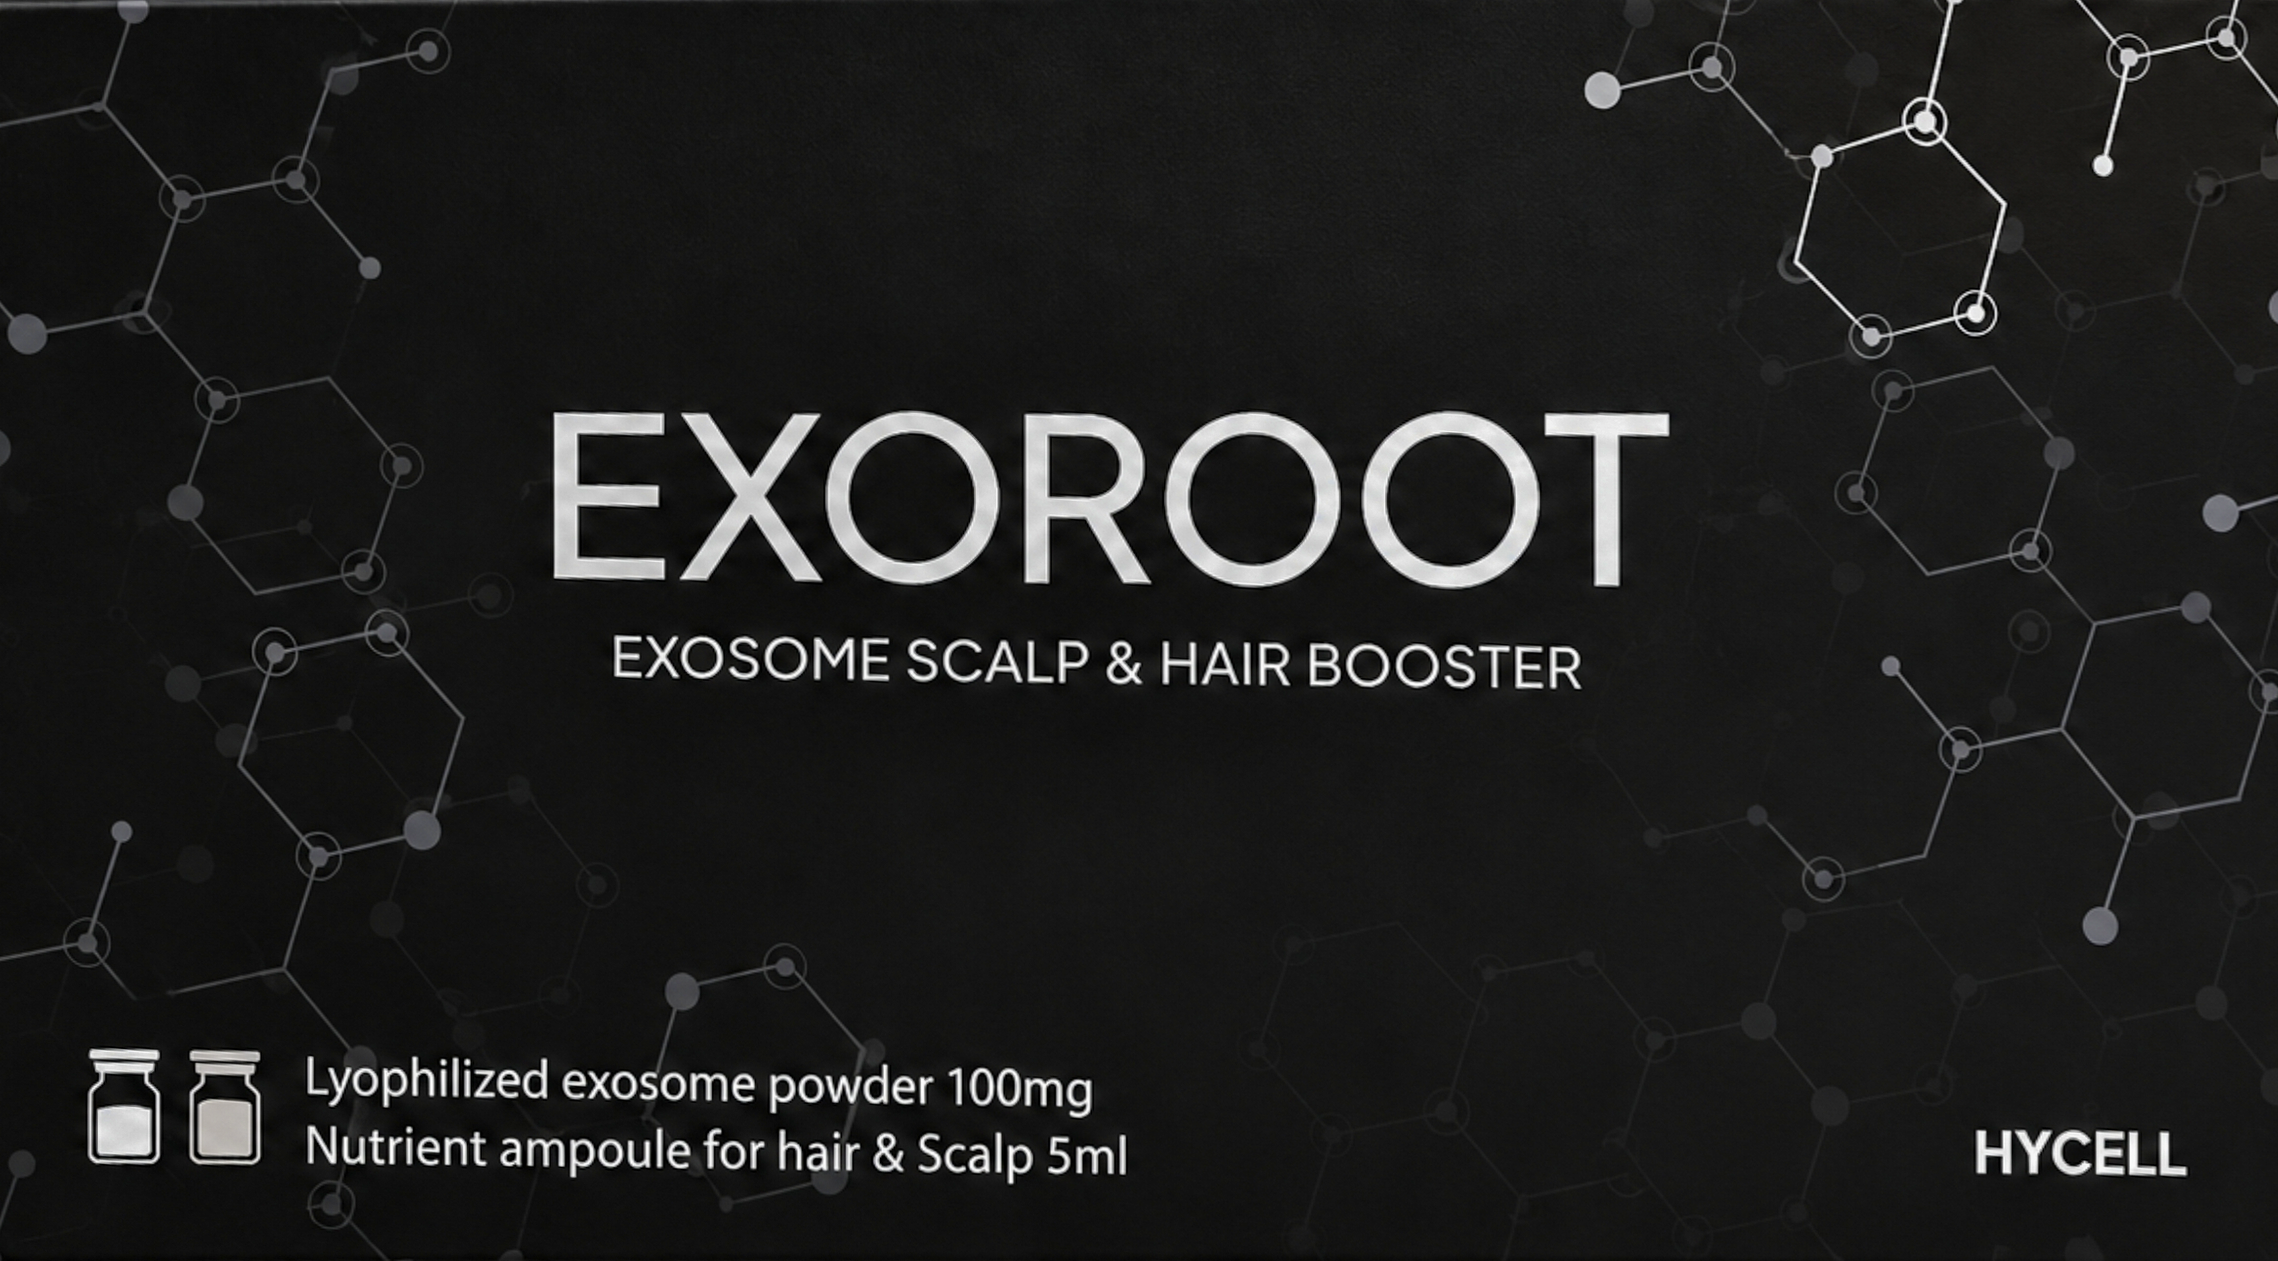 EXOROOT
EXOSOME SCALP & HAIR BOOSTER
Lyophilized exosome powder 100mg
Nutrient ampoule for hair & Scalp 5ml
HYCELL